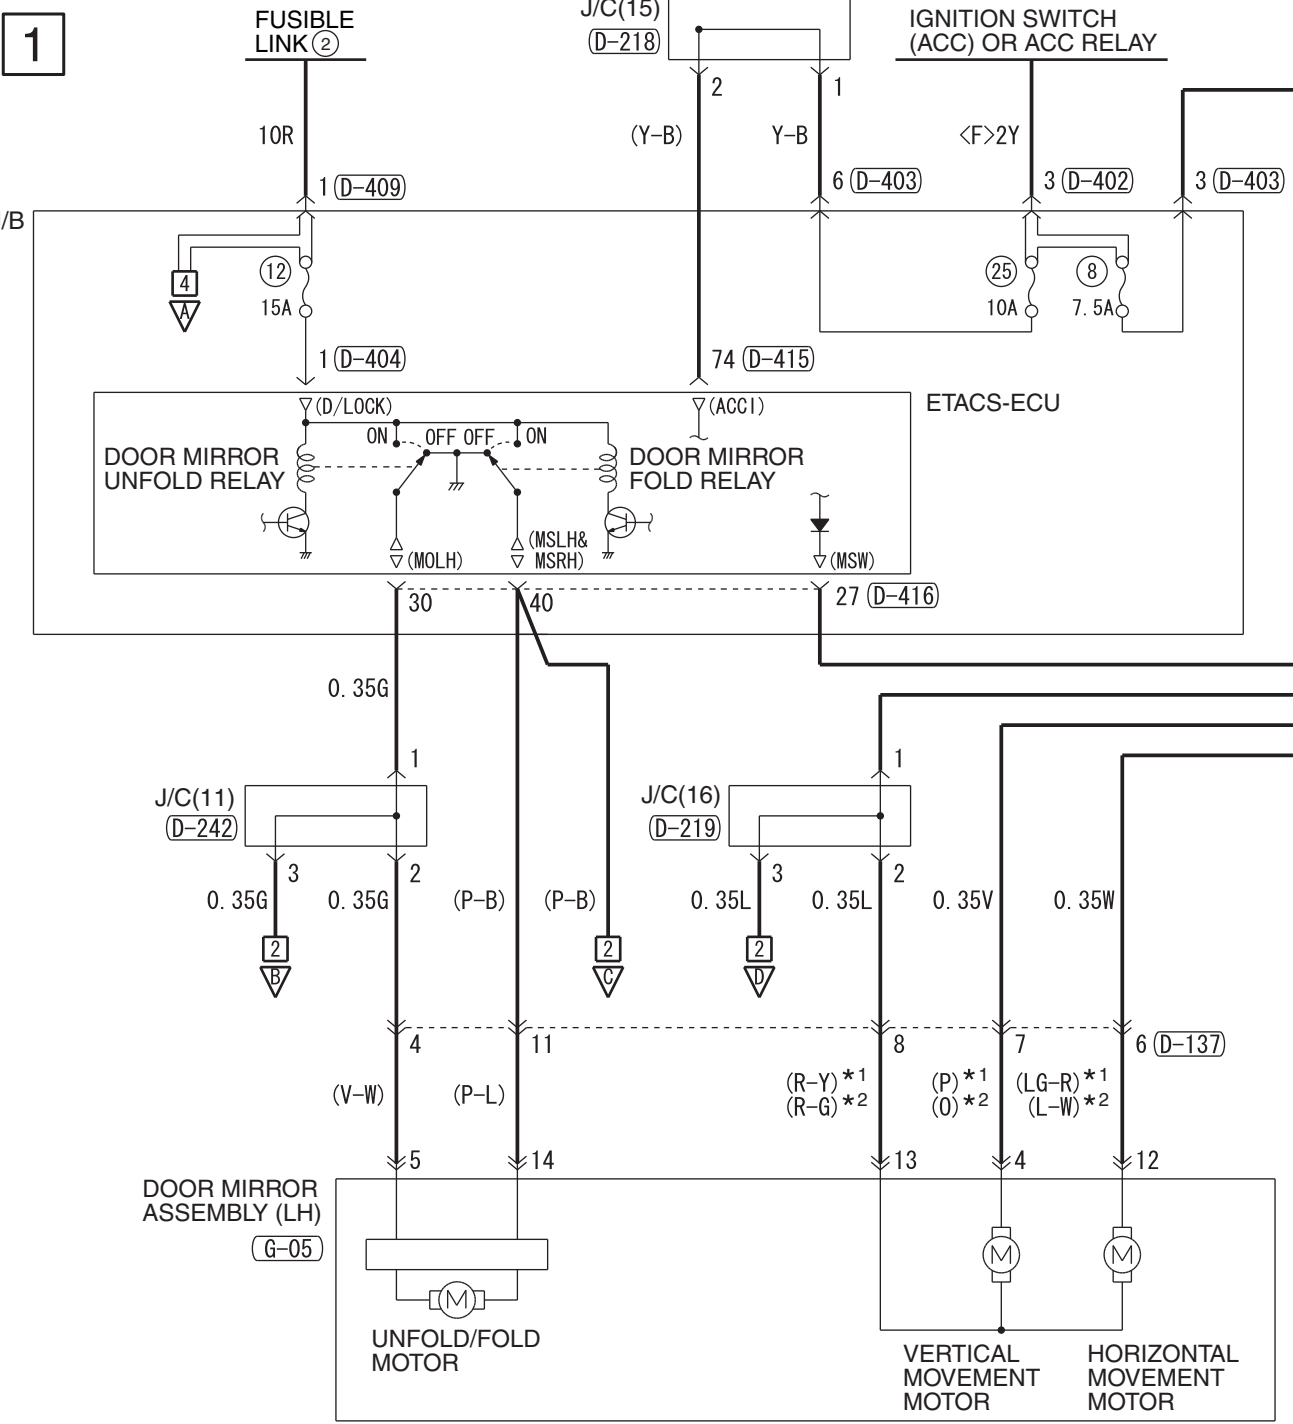 1
FUSIBLE
LINK ②
J/C(15)
(D-218)
IGNITION SWITCH
(ACC) OR ACC RELAY
2
1
10R
(Y-B)
Y-B
<F>2Y
1 (D-409)
6 (D-403)
3 (D-402)
3 (D-403)
/B
4
A
12
15A
25
10A
8
7.5A
1 (D-404)
74 (D-415)
ETACS-ECU
(D/LOCK)
(ACCI)
ON
OFF
OFF
ON
DOOR MIRROR
UNFOLD RELAY
DOOR MIRROR
FOLD RELAY
(MOLH)
(MSLH&
MSRH)
(MSW)
30
40
27 (D-416)
0.35G
1
1
J/C(11)
(D-242)
J/C(16)
(D-219)
3
2
3
2
0.35G
0.35G
(P-B)
(P-B)
0.35L
0.35L
0.35V
0.35W
2
B
2
C
2
D
4
11
8
7
6 (D-137)
(V-W)
(P-L)
(R-Y)*1
(R-G)*2
(P)*1
(O)*2
(LG-R)*1
(L-W)*2
5
14
13
4
12
DOOR MIRROR
ASSEMBLY (LH)
(G-05)
M
M
M
UNFOLD/FOLD
MOTOR
VERTICAL
MOVEMENT
MOTOR
HORIZONTAL
MOVEMENT
MOTOR